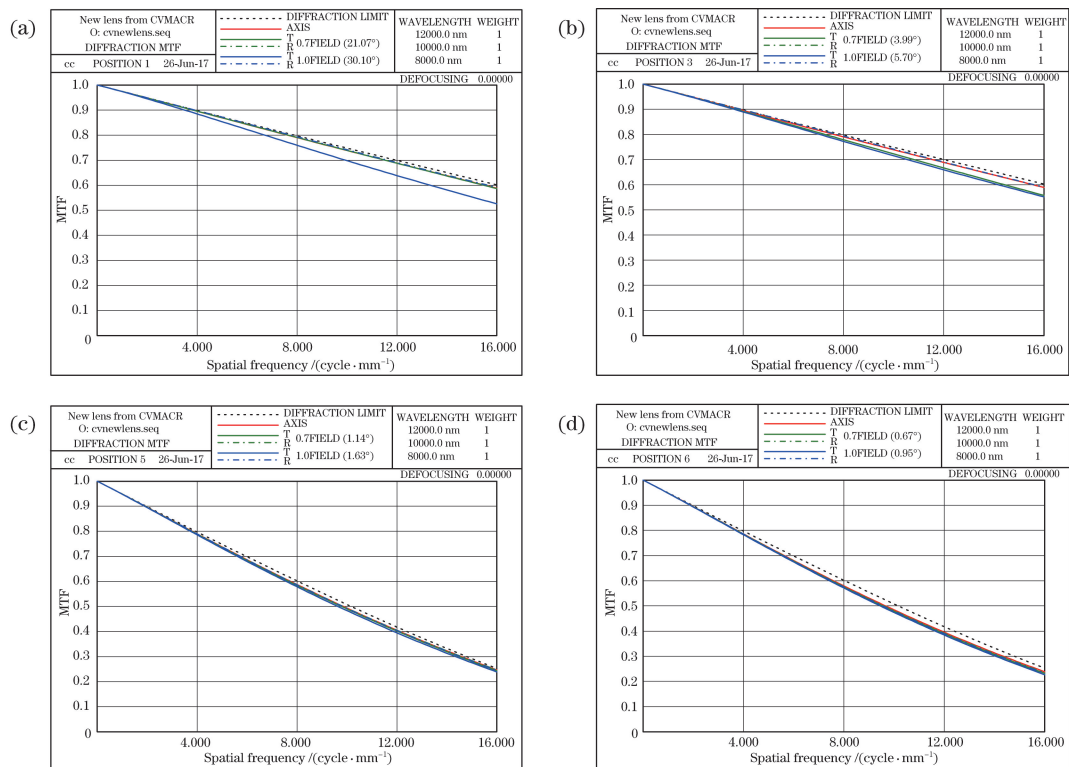 (a)
New lens from CVMACR
O: cvnewlens.seq
DIFFRACTION MTF
cc POSITION 1 26-Jun-17
DIFFRACTION LIMIT
AXIS
T
R 0.7FIELD (21.07°)
T
R 1.0FIELD (30.10°)
WAVELENGTH WEIGHT
12000.0 nm 1
10000.0 nm 1
8000.0 nm 1
DEFOCUSING 0.00000
1.0
0.9
0.8
0.7
0.6
0.5
0.4
0.3
0.2
0.1
0
MTF
4.000 8.000 12.000 16.000
Spatial frequency /(cycle · mm⁻¹)
(b)
New lens from CVMACR
O: cvnewlens.seq
DIFFRACTION MTF
cc POSITION 3 26-Jun-17
DIFFRACTION LIMIT
AXIS
T
R 0.7FIELD (3.99°)
T
R 1.0FIELD (5.70°)
WAVELENGTH WEIGHT
12000.0 nm 1
10000.0 nm 1
8000.0 nm 1
DEFOCUSING 0.00000
1.0
0.9
0.8
0.7
0.6
0.5
0.4
0.3
0.2
0.1
0
MTF
4.000 8.000 12.000 16.000
Spatial frequency /(cycle · mm⁻¹)
(c)
New lens from CVMACR
O: cvnewlens.seq
DIFFRACTION MTF
cc POSITION 5 26-Jun-17
DIFFRACTION LIMIT
AXIS
T
R 0.7FIELD (1.14°)
T
R 1.0FIELD (1.63°)
WAVELENGTH WEIGHT
12000.0 nm 1
10000.0 nm 1
8000.0 nm 1
DEFOCUSING 0.00000
1.0
0.9
0.8
0.7
0.6
0.5
0.4
0.3
0.2
0.1
0
MTF
4.000 8.000 12.000 16.000
Spatial frequency /(cycle · mm⁻¹)
(d)
New lens from CVMACR
O: cvnewlens.seq
DIFFRACTION MTF
cc POSITION 6 26-Jun-17
DIFFRACTION LIMIT
AXIS
T
R 0.7FIELD (0.67°)
T
R 1.0FIELD (0.95°)
WAVELENGTH WEIGHT
12000.0 nm 1
10000.0 nm 1
8000.0 nm 1
DEFOCUSING 0.00000
1.0
0.9
0.8
0.7
0.6
0.5
0.4
0.3
0.2
0.1
0
MTF
4.000 8.000 12.000 16.000
Spatial frequency /(cycle · mm⁻¹)